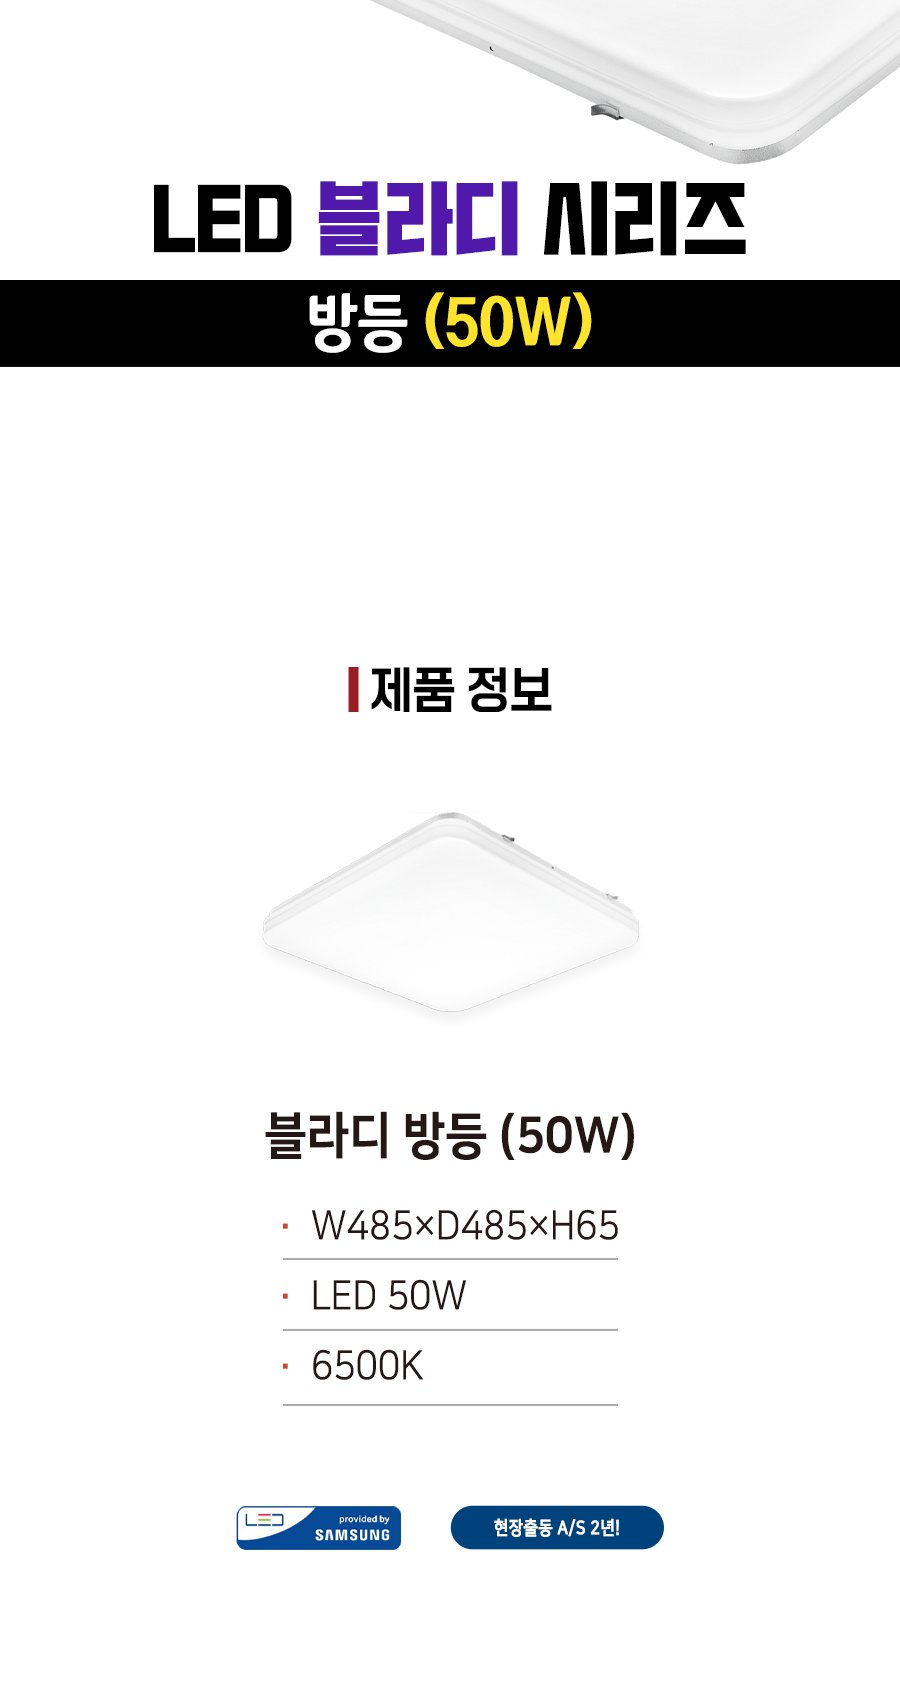 LED 블라디 시리즈
방등 (50W)
제품 정보
블라디 방등 (50W)
· W485×D485×H65
· LED 50W
· 6500K
LED provided by SAMSUNG
현장출동 A/S 2년!